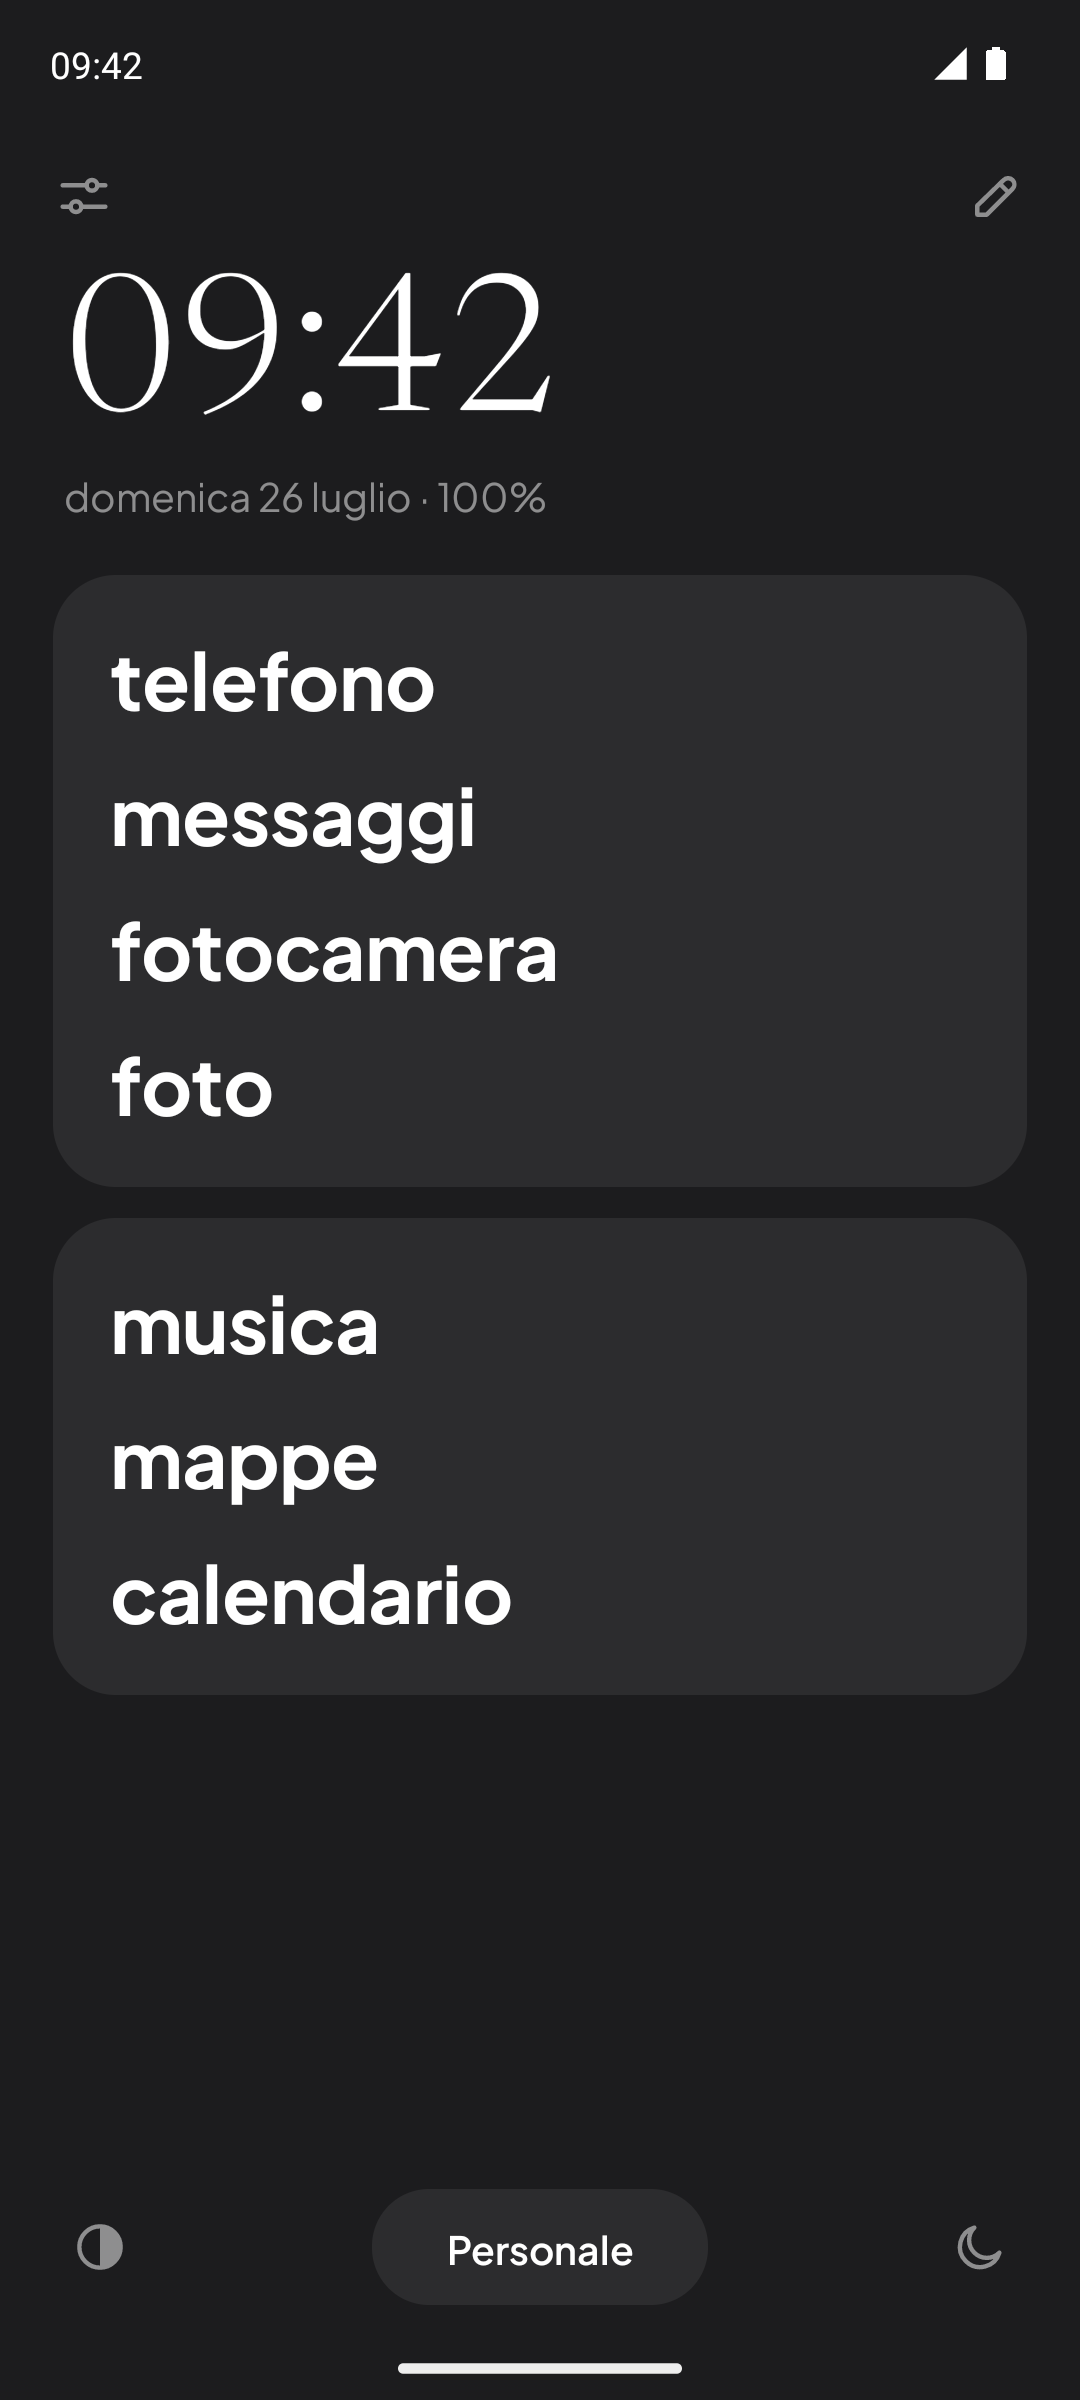 09:42
09:42
domenica 26 luglio · 100%
telefono
messaggi
fotocamera
foto
musica
mappe
calendario
Personale